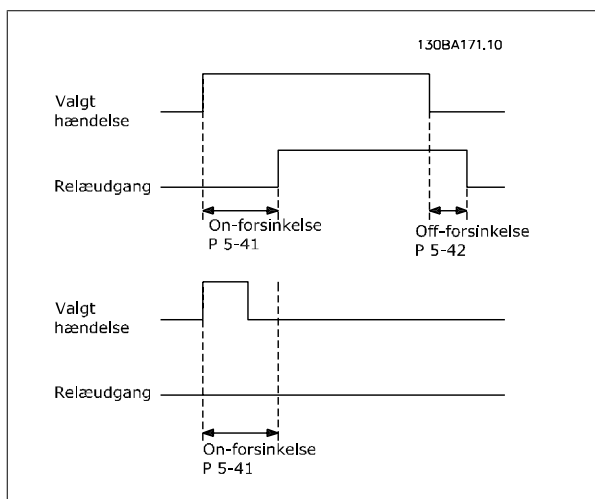 130BA171.10
Valgt
hændelse
Relæudgang
On-forsinkelse
P 5-41
Off-forsinkelse
P 5-42
Valgt
hændelse
Relæudgang
On-forsinkelse
P 5-41